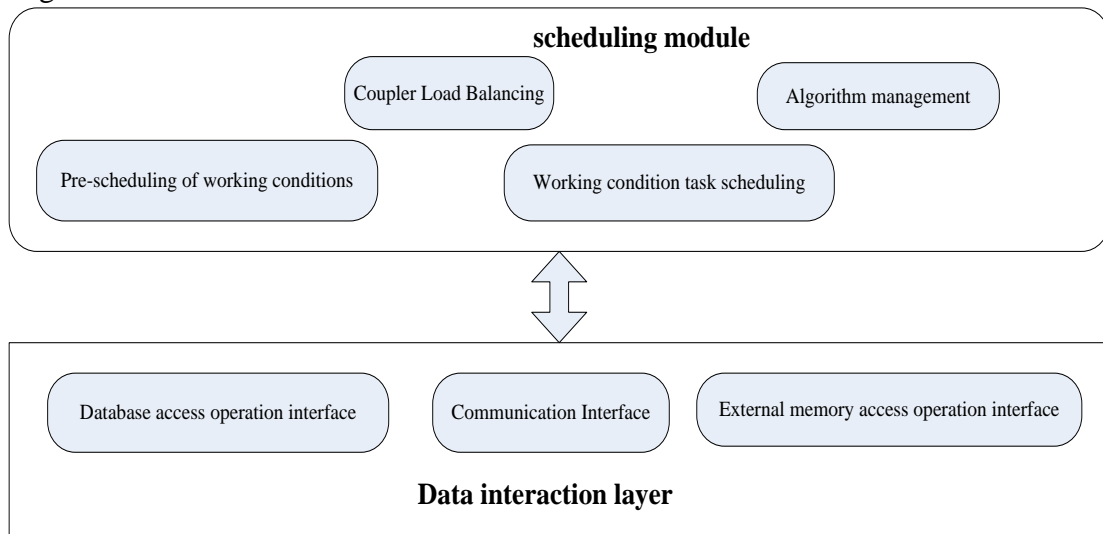 scheduling module
Coupler Load Balancing
Algorithm management
Pre-scheduling of working conditions
Working condition task scheduling
Database access operation interface
Communication Interface
External memory access operation interface
Data interaction layer